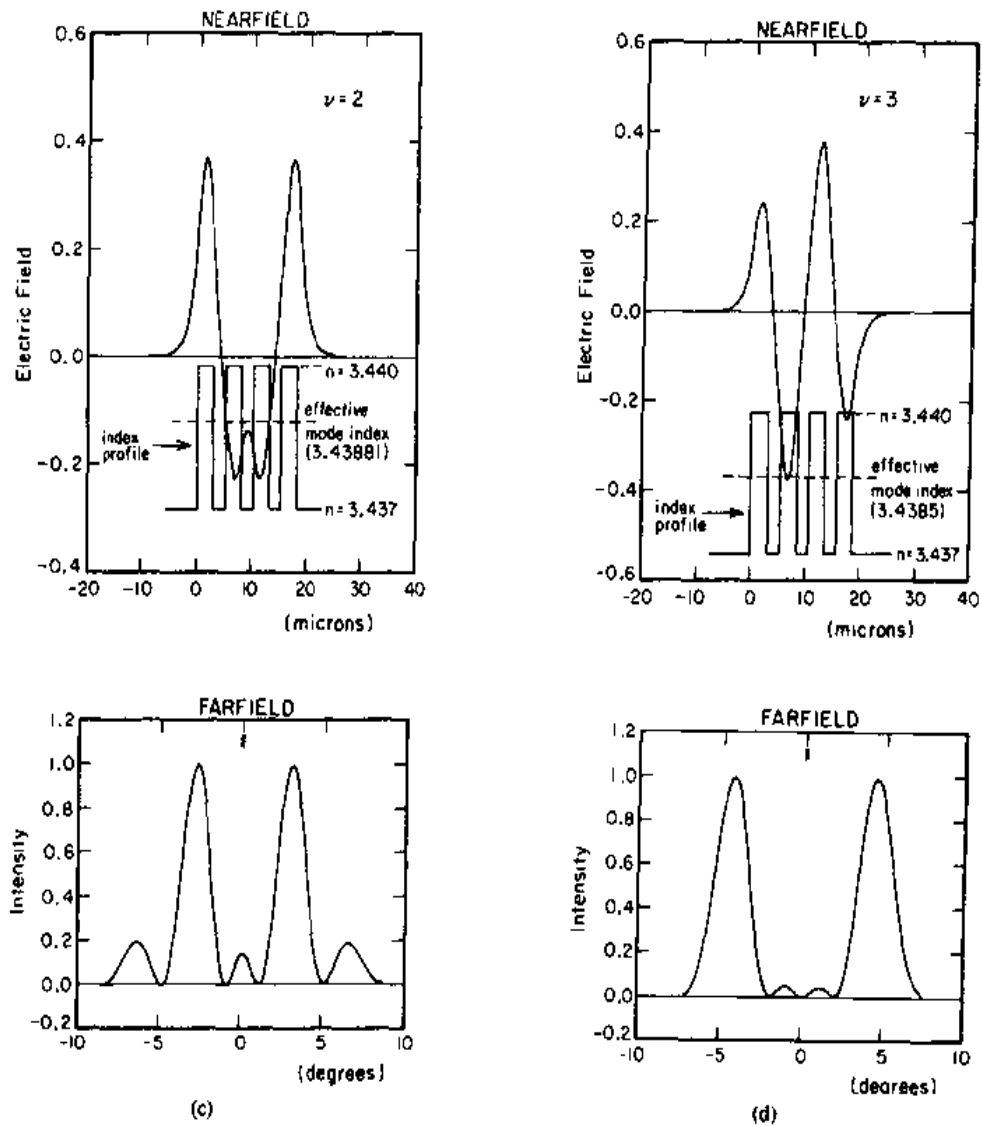 NEARFIELD
0.6
0.4
0.2
0.0
-0.2
-0.4
Electric Field
ν = 2
n = 3.440
effective
mode index
(3.43881)
index
profile
n = 3.437
-20 -10 0 10 20 30 40
(microns)
NEARFIELD
0.6
0.4
0.2
0.0
-0.2
-0.4
-0.6
Electric Field
ν = 3
n = 3.440
effective
mode index
(3.4385)
index
profile
n = 3.437
-20 -10 0 10 20 30 40
(microns)
FARFIELD
1.2
1.0
0.8
0.6
0.4
0.2
0.0
-0.2
Intensity
-10 -5 0 5 10
(degrees)
(c)
FARFIELD
1.2
1.0
0.8
0.6
0.4
0.2
0.0
-0.2
Intensity
-10 -5 0 5 10
(degrees)
(d)